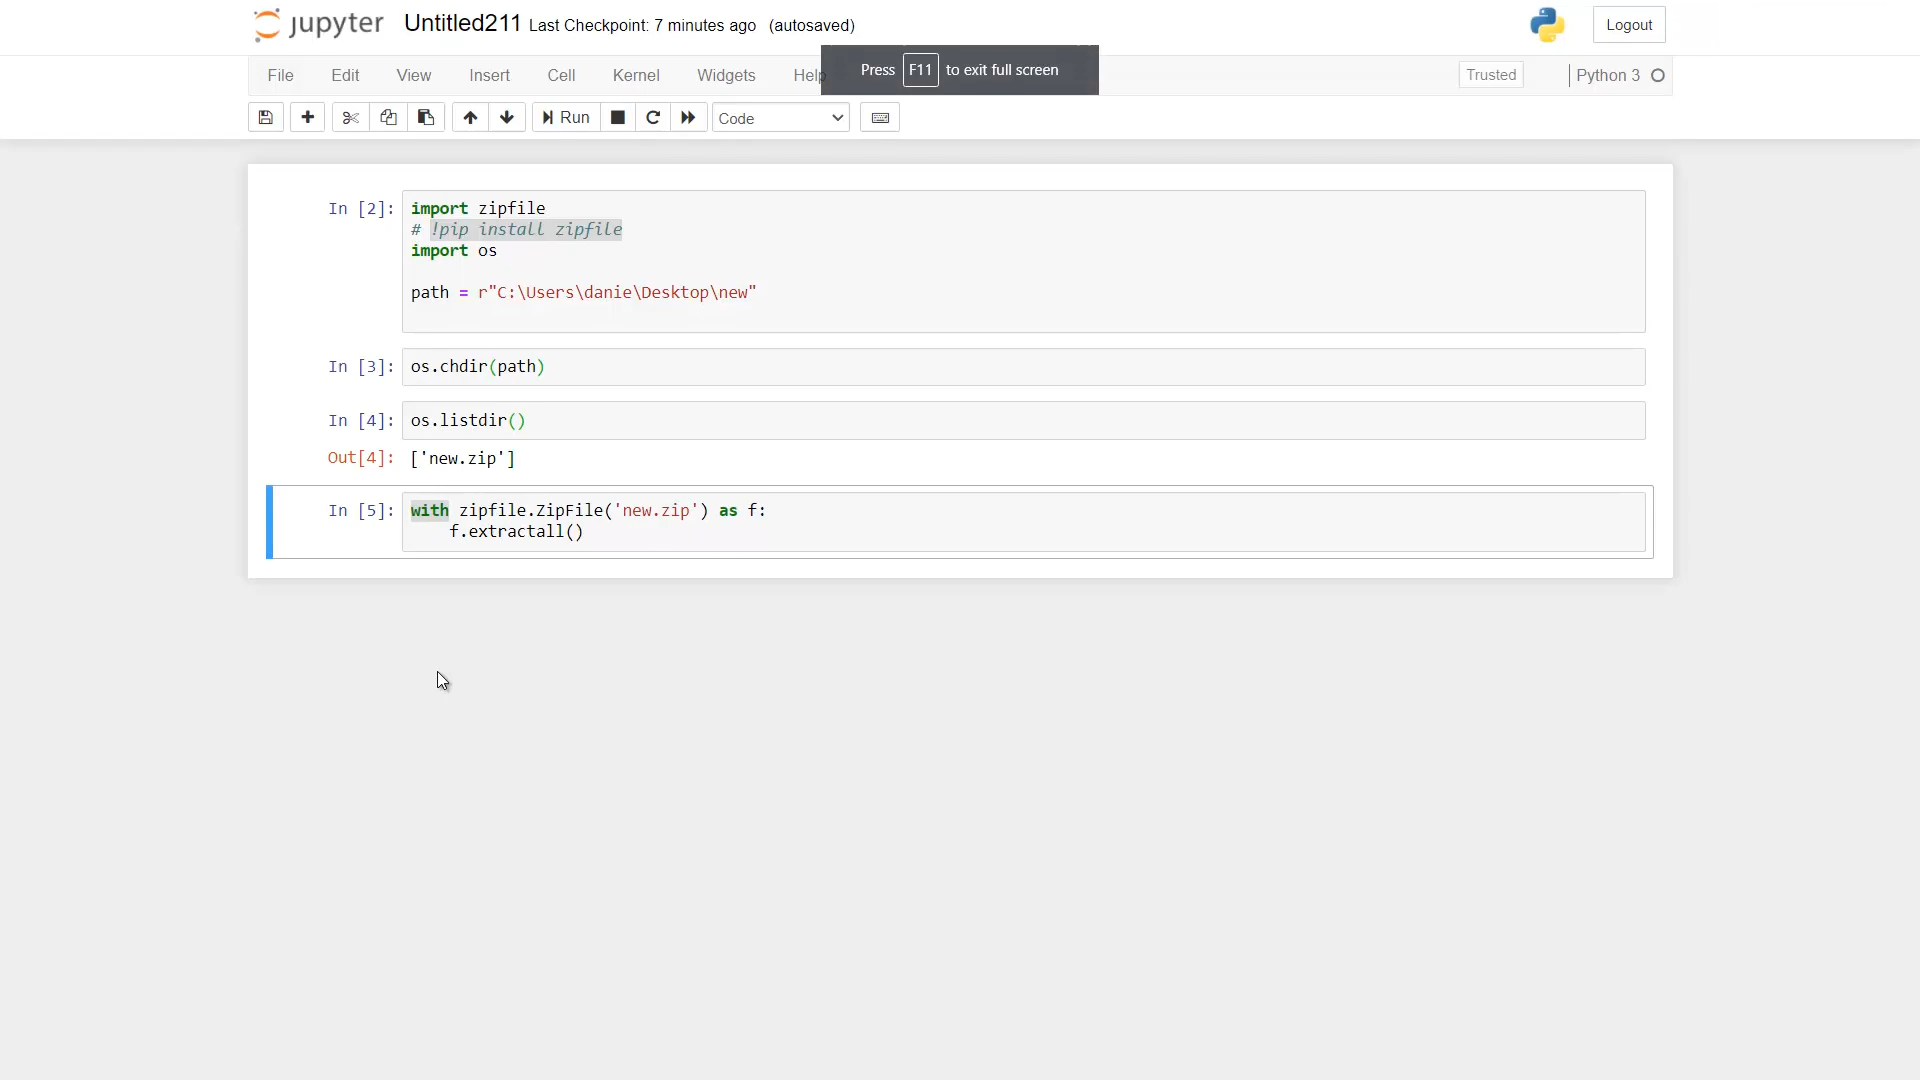 jupyter Untitled211 Last Checkpoint: 7 minutes ago (autosaved) Logout
Press F11 to exit full screen
File Edit View Insert Cell Kernel Widgets Help Trusted Python 3
Run Code
In [2]: import zipfile
# !pip install zipfile
import os
path = r"C:\Users\danie\Desktop\new"
In [3]: os.chdir(path)
In [4]: os.listdir()
Out[4]: ['new.zip']
In [5]: with zipfile.ZipFile('new.zip') as f:
f.extractall()